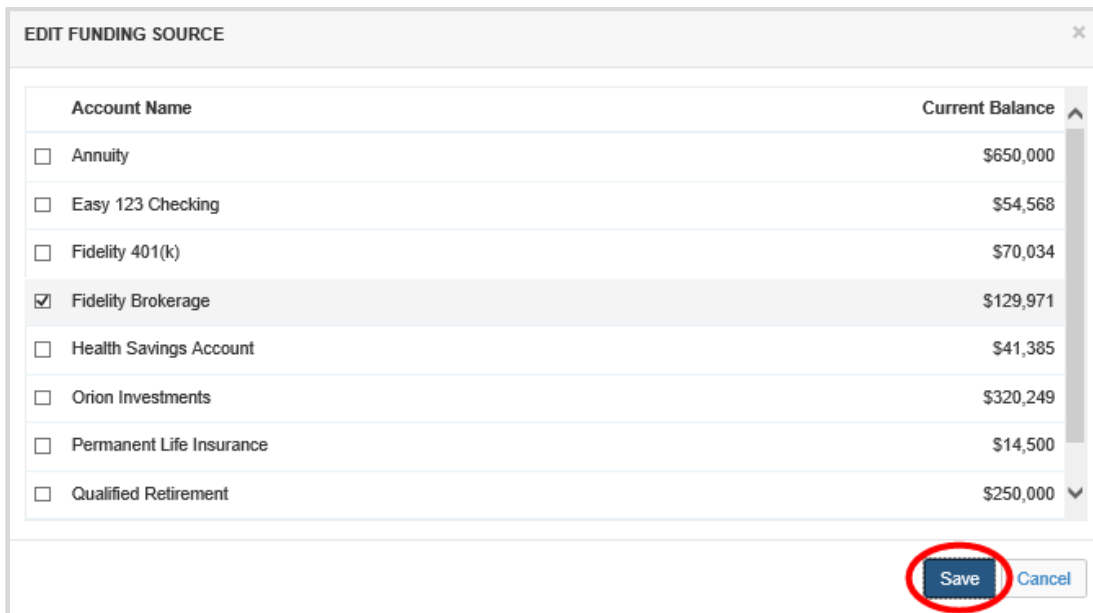 EDIT FUNDING SOURCE ×
Account Name Current Balance
Annuity $650,000
Easy 123 Checking $54,568
Fidelity 401(k) $70,034
Fidelity Brokerage $129,971
Health Savings Account $41,385
Orion Investments $320,249
Permanent Life Insurance $14,500
Qualified Retirement $250,000
Save Cancel